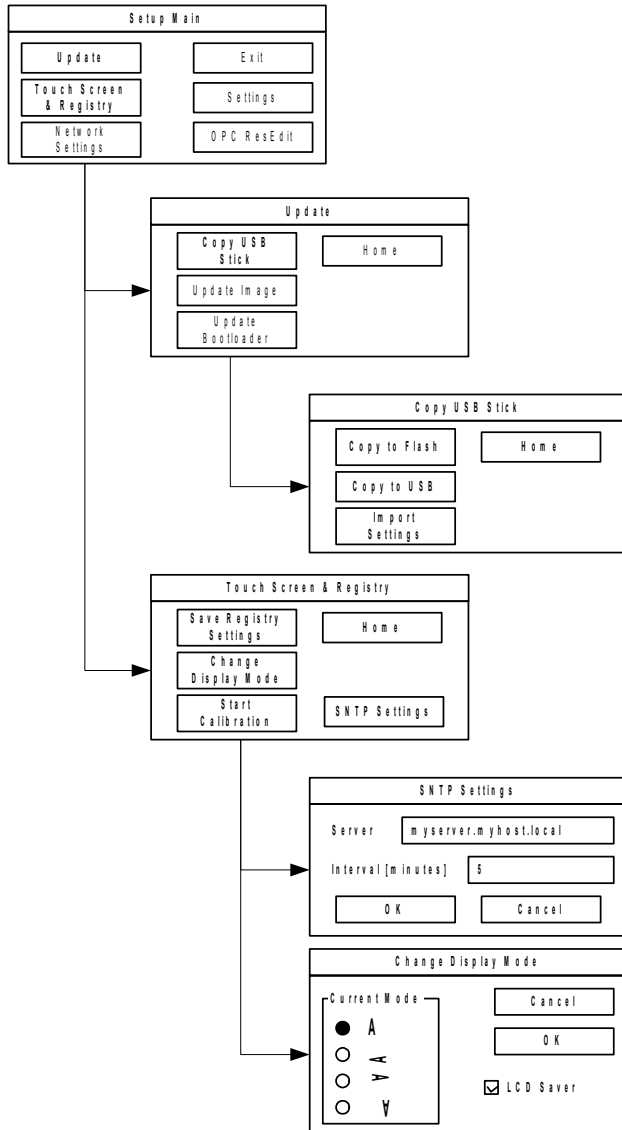 Setup Main
Update
Exit
Touch Screen
& Registry
Settings
Network
Settings
OPC ResEdit
Update
Copy USB
Stick
Home
Update Image
Update
Bootloader
Copy USB Stick
Copy to Flash
Home
Copy to USB
Import
Settings
Touch Screen & Registry
Save Registry
Settings
Home
Change
Display Mode
Start
Calibration
SNTP Settings
SNTP Settings
Server myserver.myhost.local
Interval [minutes] 5
OK Cancel
Change Display Mode
Current Mode
Cancel
A
OK
A
A
LCD Saver
A